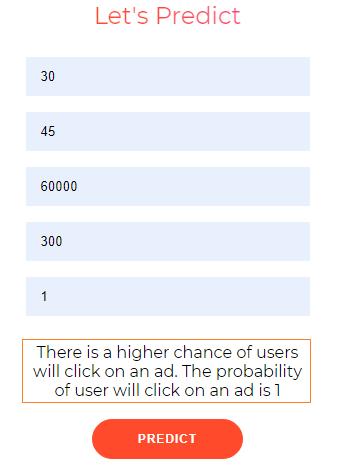 Let's Predict
30
45
60000
300
1
There is a higher chance of users
will click on an ad. The probability
of user will click on an ad is 1
PREDICT